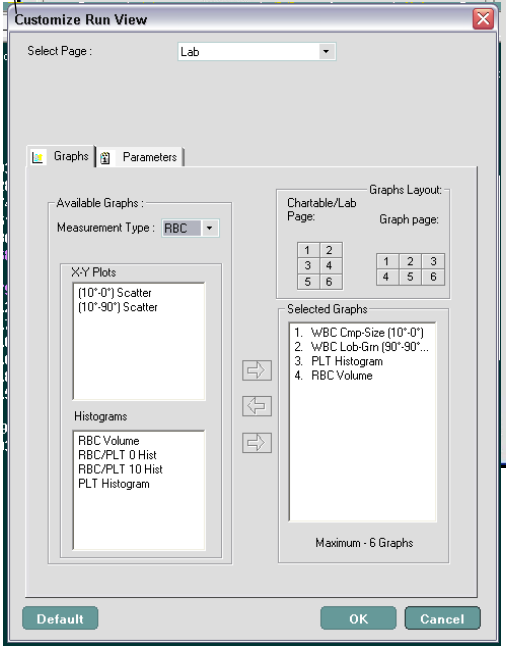 Customize Run View
Select Page : Lab
Graphs Parameters
Available Graphs :
Measurement Type : RBC
X-Y Plots
(10°-0°) Scatter
(10°-90°) Scatter
Histograms
RBC Volume
RBC/PLT 0 Hist
RBC/PLT 10 Hist
PLT Histogram
Graphs Layout:
Chartable/Lab
Page:
Graph page:
1 2
3 4
5 6
1 2 3
4 5 6
Selected Graphs
1. WBC Cmp-Size (10°-0°)
2. WBC Lob-Grn (90°-90°...
3. PLT Histogram
4. RBC Volume
Maximum - 6 Graphs
Default OK Cancel